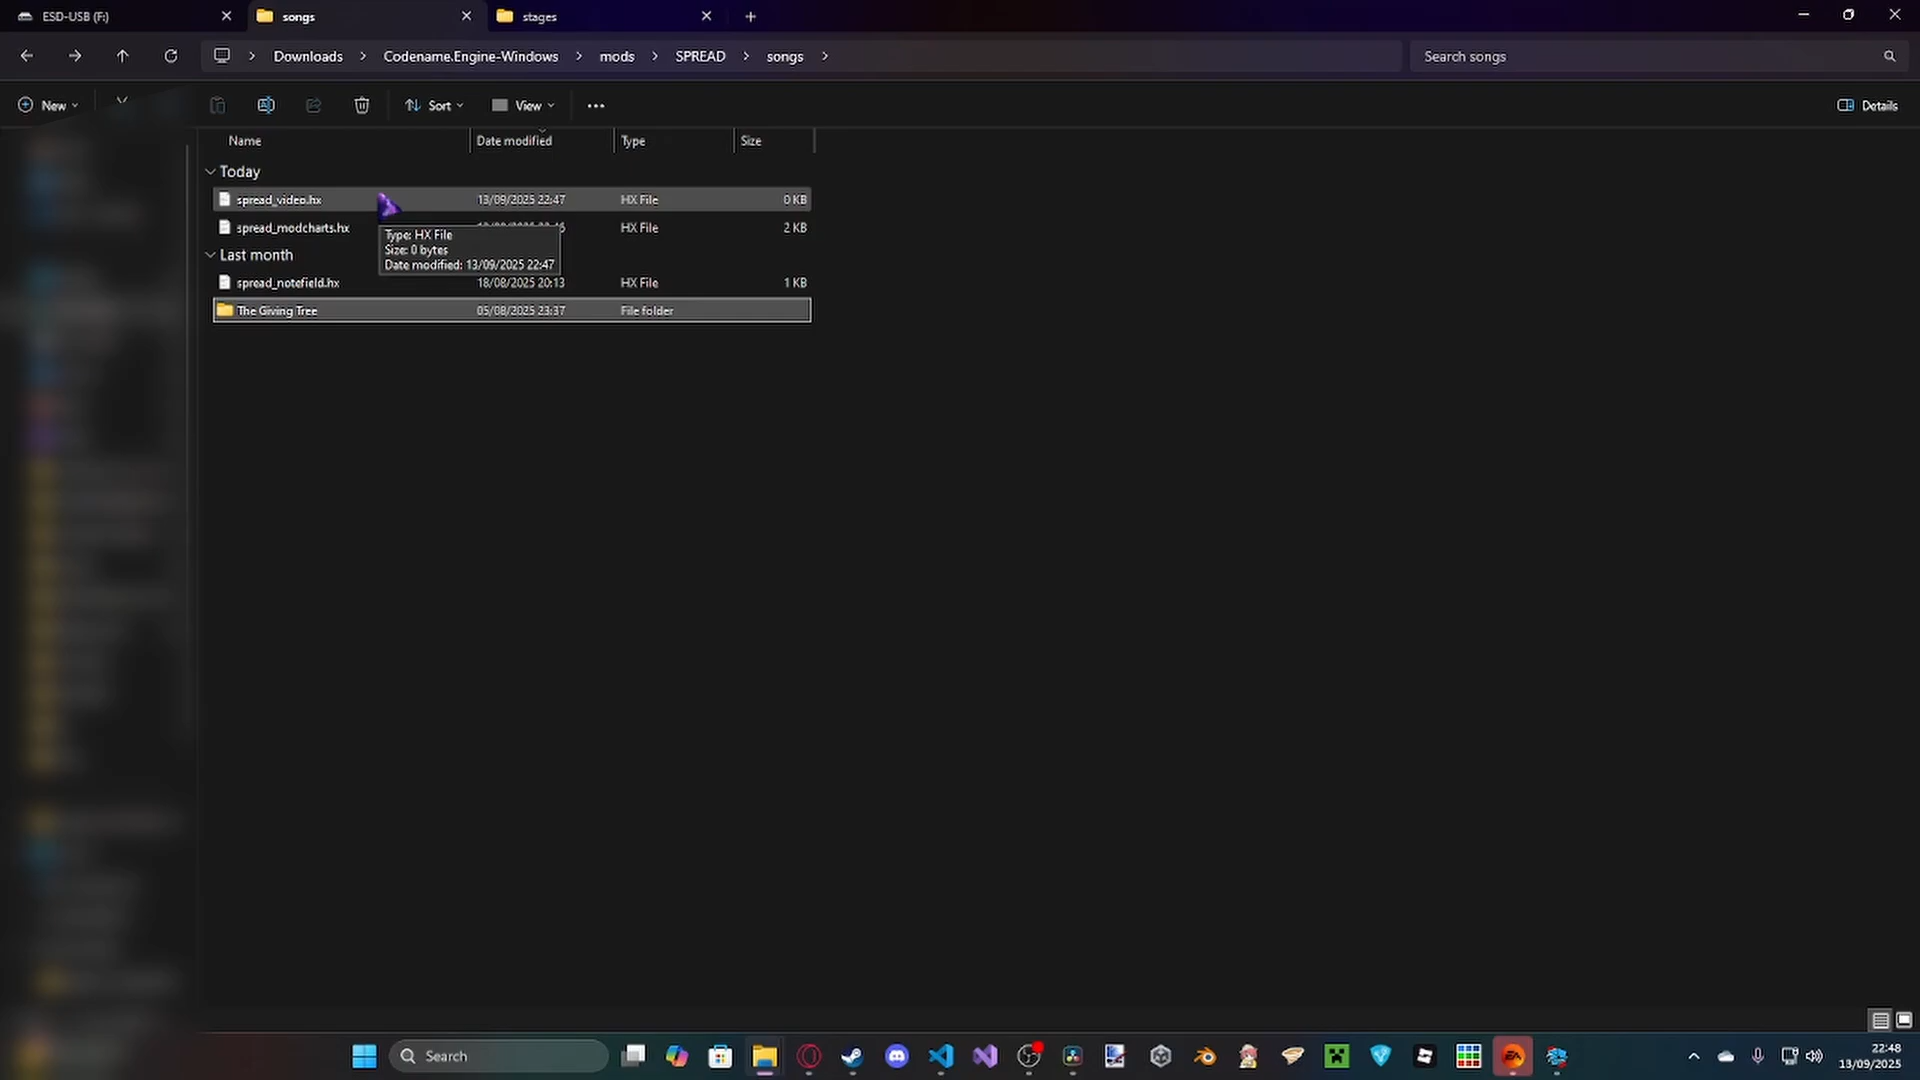 ESD-USB (F:)
songs
stages
Downloads
Codename.Engine-Windows
mods
SPREAD
songs
Search songs
New
Sort
View
Details
Name
Date modified
Type
Size
Today
spread_video.hx
13/09/2025 22:47
HX File
0 KB
spread_modcharts.hx
HX File
2 KB
Type: HX File
Size: 0 bytes
Date modified: 13/09/2025 22:47
Last month
spread_notefield.hx
18/08/2025 20:13
HX File
1 KB
The Giving Tree
05/08/2025 23:37
File folder
Search
EA
22:48
13/09/2025